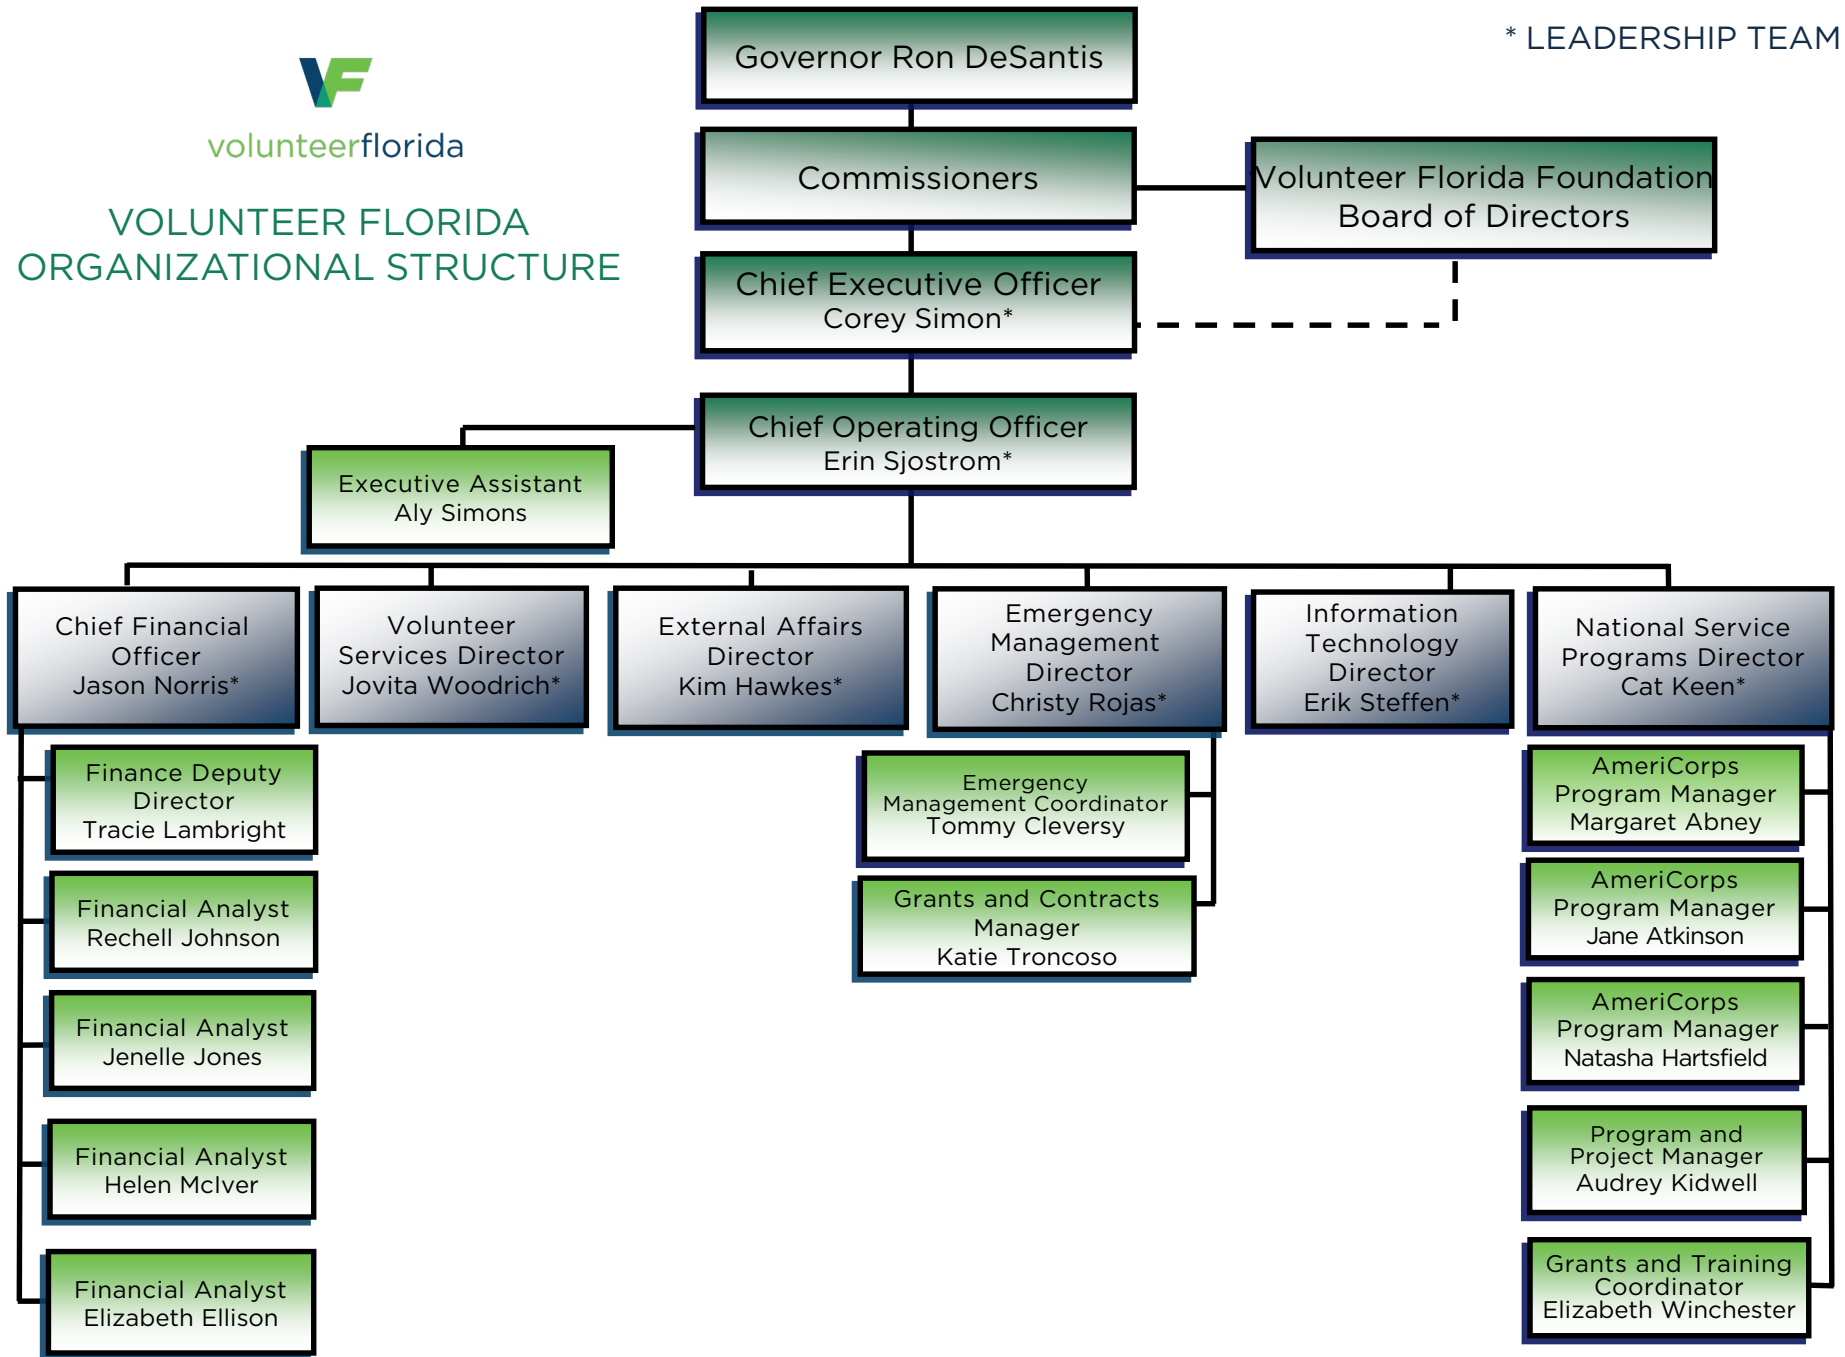 Governor Ron DeSantis
* LEADERSHIP TEAM
VF
volunteerflorida
VOLUNTEER FLORIDA
ORGANIZATIONAL STRUCTURE
Commissioners
Volunteer Florida Foundation
Board of Directors
Chief Executive Officer
Corey Simon*
Chief Operating Officer
Erin Sjostrom*
Executive Assistant
Aly Simons
Chief Financial
Officer
Jason Norris*
Volunteer
Services Director
Jovita Woodrich*
External Affairs
Director
Kim Hawkes*
Emergency
Management
Director
Christy Rojas*
Information
Technology
Director
Erik Steffen*
National Service
Programs Director
Cat Keen*
Finance Deputy
Director
Tracie Lambright
Financial Analyst
Rechell Johnson
Financial Analyst
Jenelle Jones
Financial Analyst
Helen McIver
Financial Analyst
Elizabeth Ellison
Emergency
Management Coordinator
Tommy Cleversy
Grants and Contracts
Manager
Katie Troncoso
AmeriCorps
Program Manager
Margaret Abney
AmeriCorps
Program Manager
Jane Atkinson
AmeriCorps
Program Manager
Natasha Hartsfield
Program and
Project Manager
Audrey Kidwell
Grants and Training
Coordinator
Elizabeth Winchester